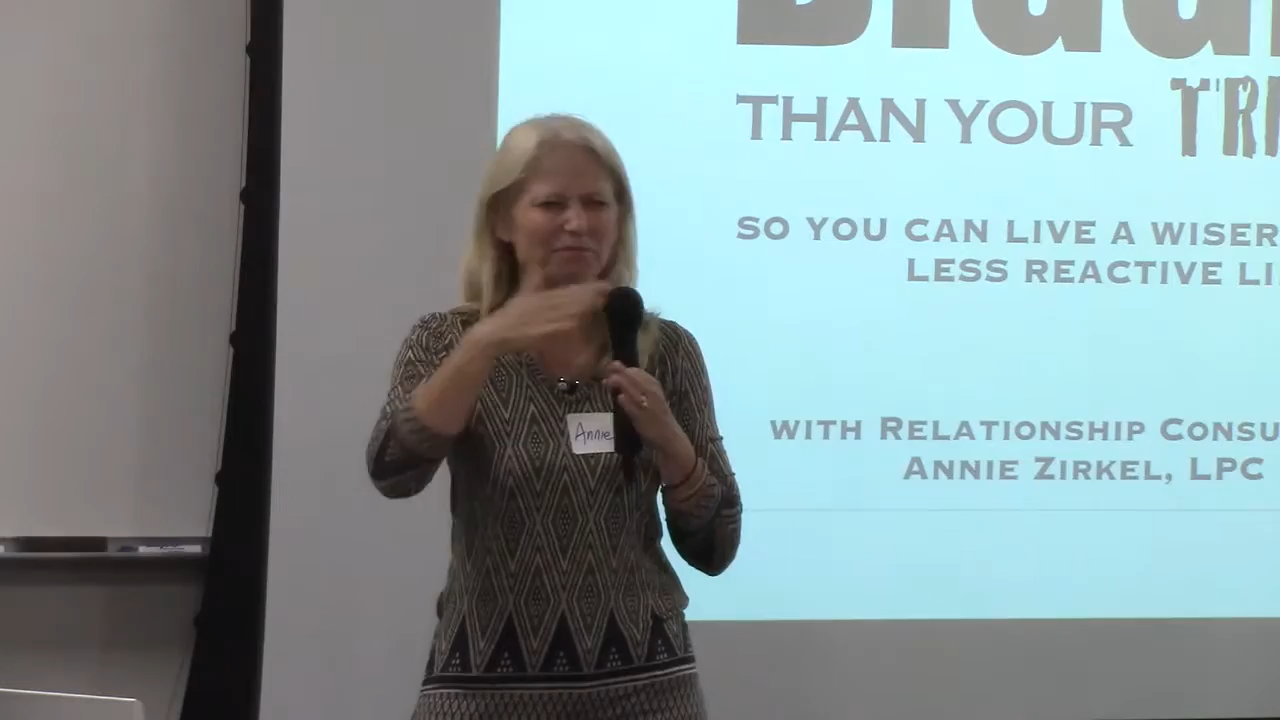 THAN YOUR
SO YOU CAN LIVE A WISER
LESS REACTIVE
WITH RELATIONSHIP
ANNIE ZIRKEL, LPC
Annie